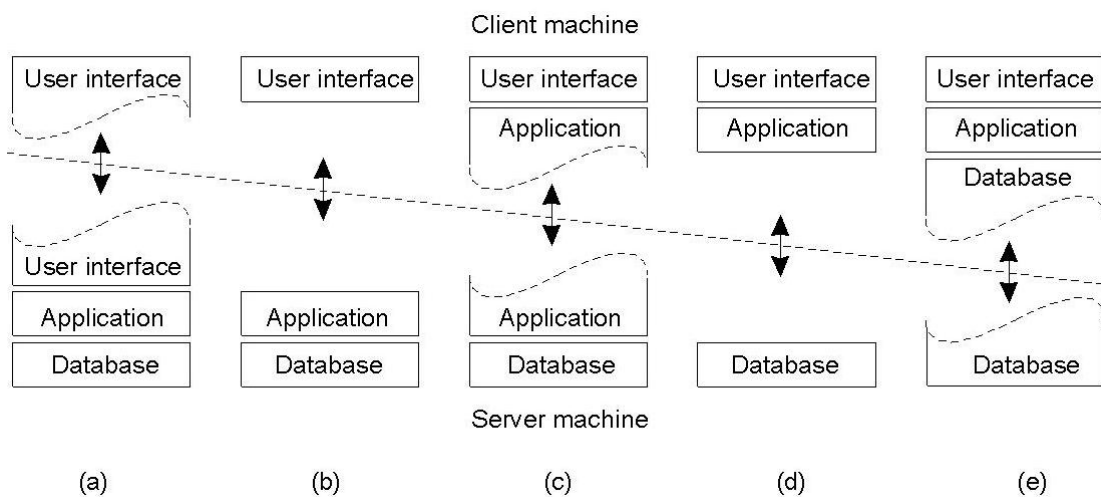 Client machine
User interface User interface User interface User interface User interface
Application Application Application
Database
User interface
Application Application Application
Database Database Database Database Database
Server machine
(a) (b) (c) (d) (e)